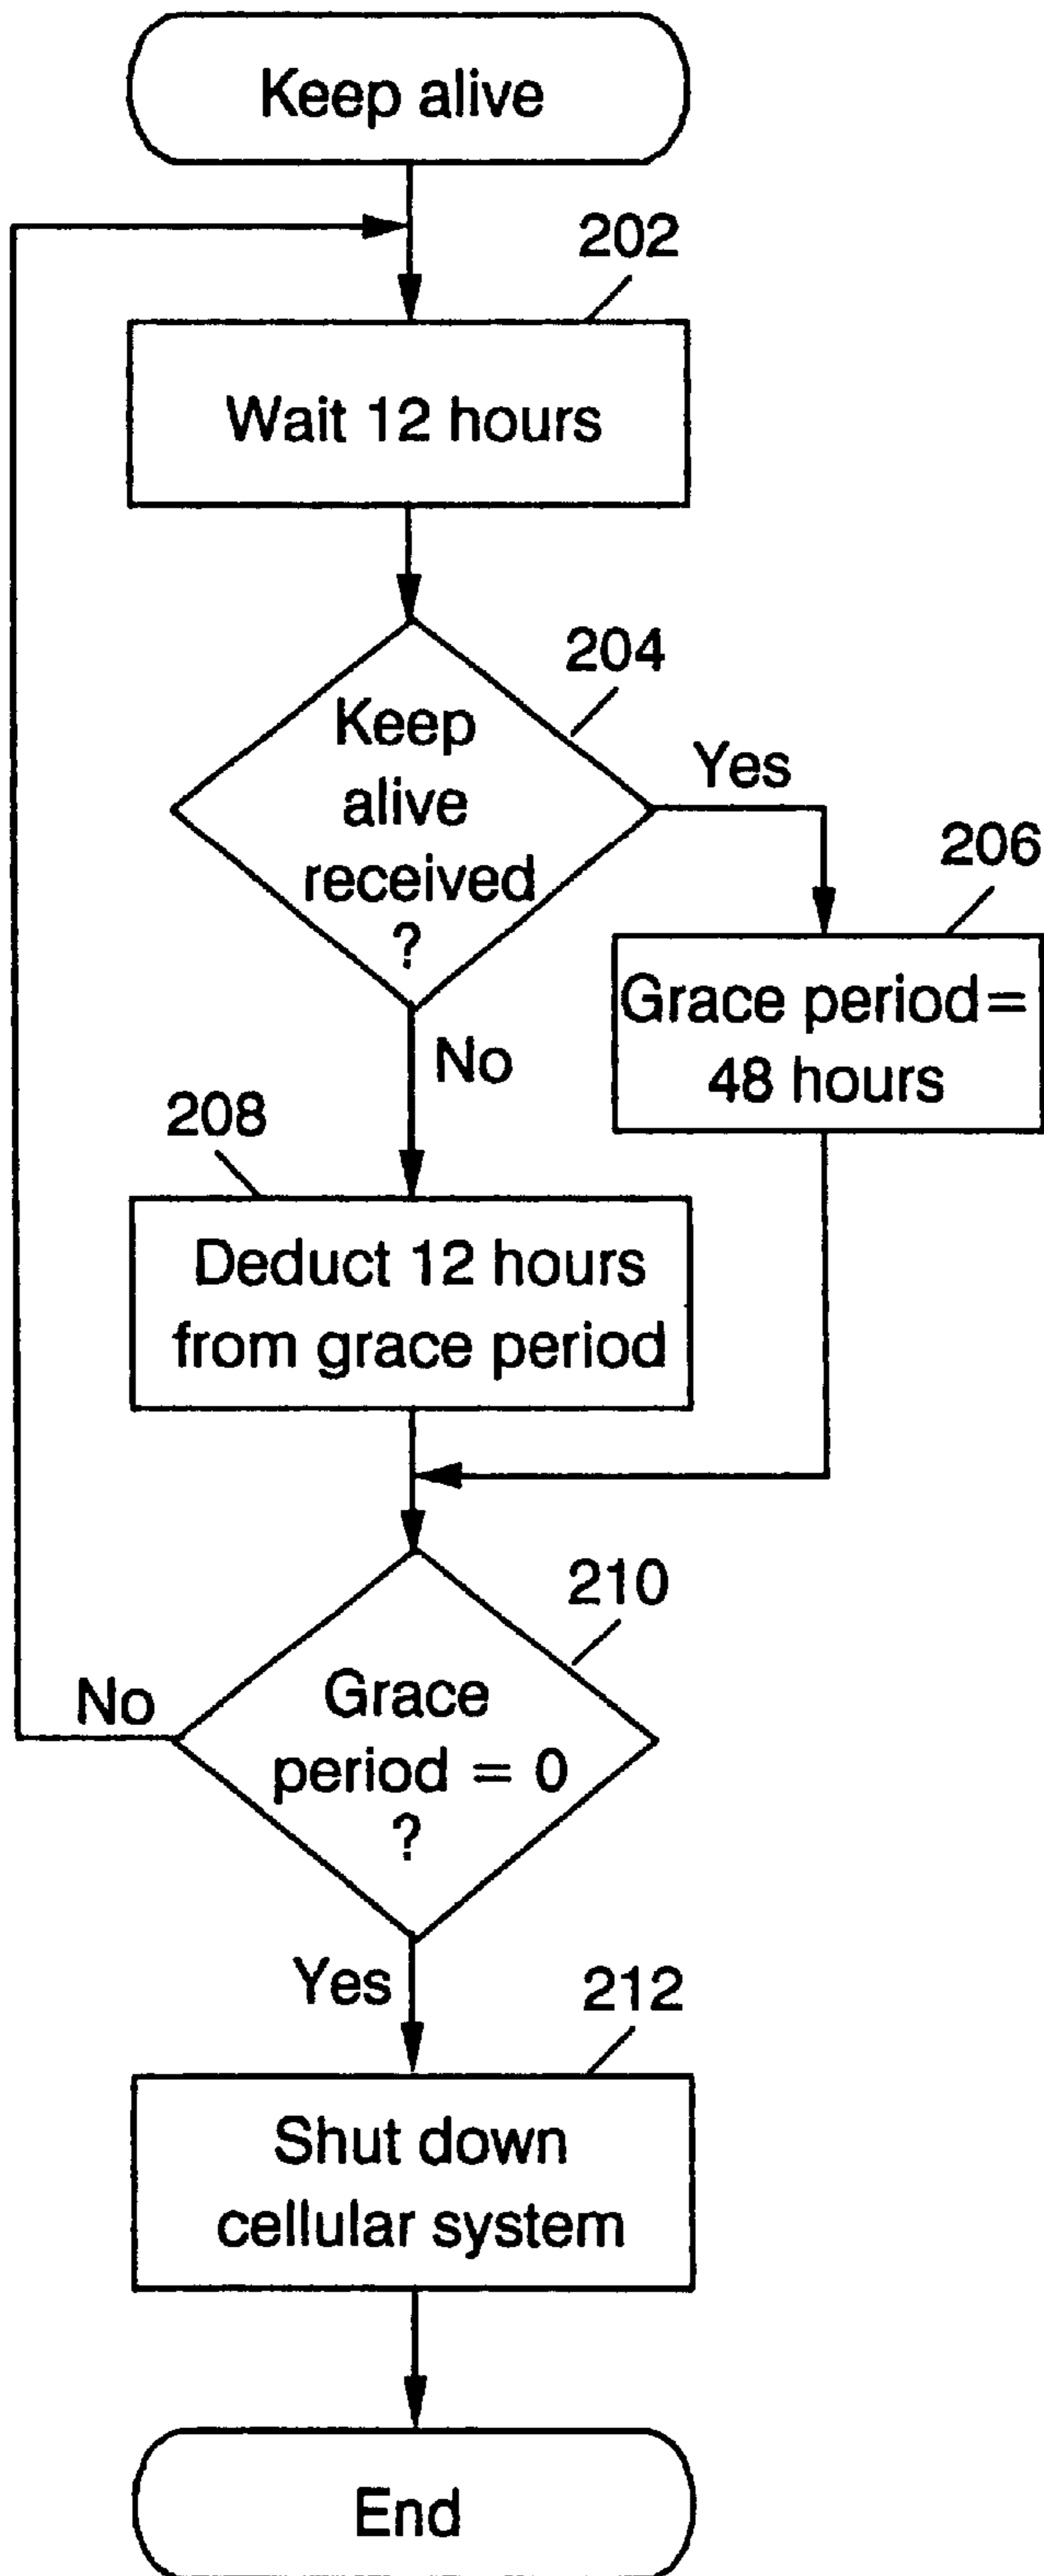 Keep alive
202
Wait 12 hours
204
Keep
alive
received
?
Yes
206
Grace period=
48 hours
No
208
Deduct 12 hours
from grace period
210
Grace
period = 0
?
No
Yes
212
Shut down
cellular system
End